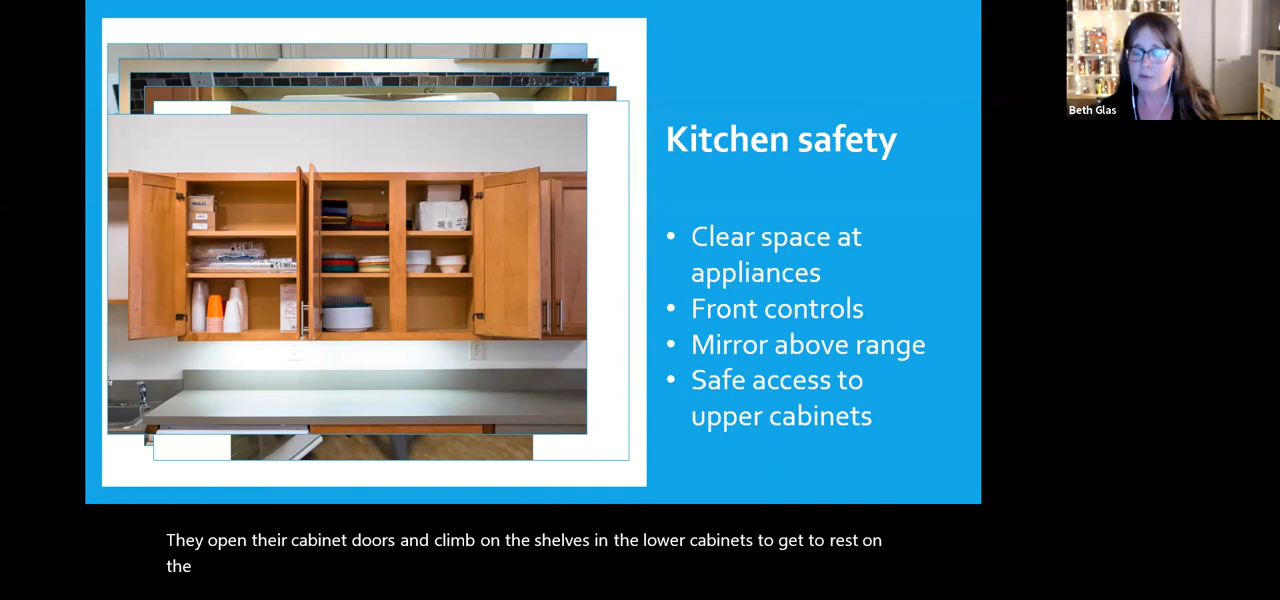 Beth Glas
Kitchen safety
• Clear space at
appliances
• Front controls
• Mirror above range
• Safe access to
upper cabinets
They open their cabinet doors and climb on the shelves in the lower cabinets to get to rest on
the